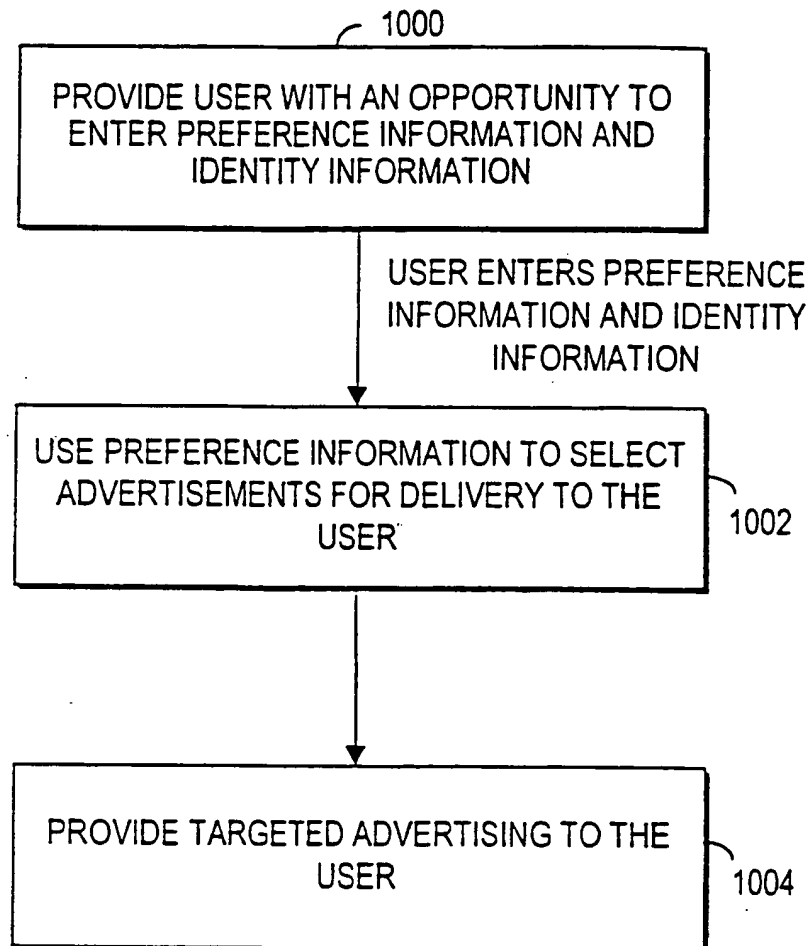 1000
PROVIDE USER WITH AN OPPORTUNITY TO
ENTER PREFERENCE INFORMATION AND
IDENTITY INFORMATION
USER ENTERS PREFERENCE
INFORMATION AND IDENTITY
INFORMATION
USE PREFERENCE INFORMATION TO SELECT
ADVERTISEMENTS FOR DELIVERY TO THE
USER
1002
PROVIDE TARGETED ADVERTISING TO THE
USER
1004